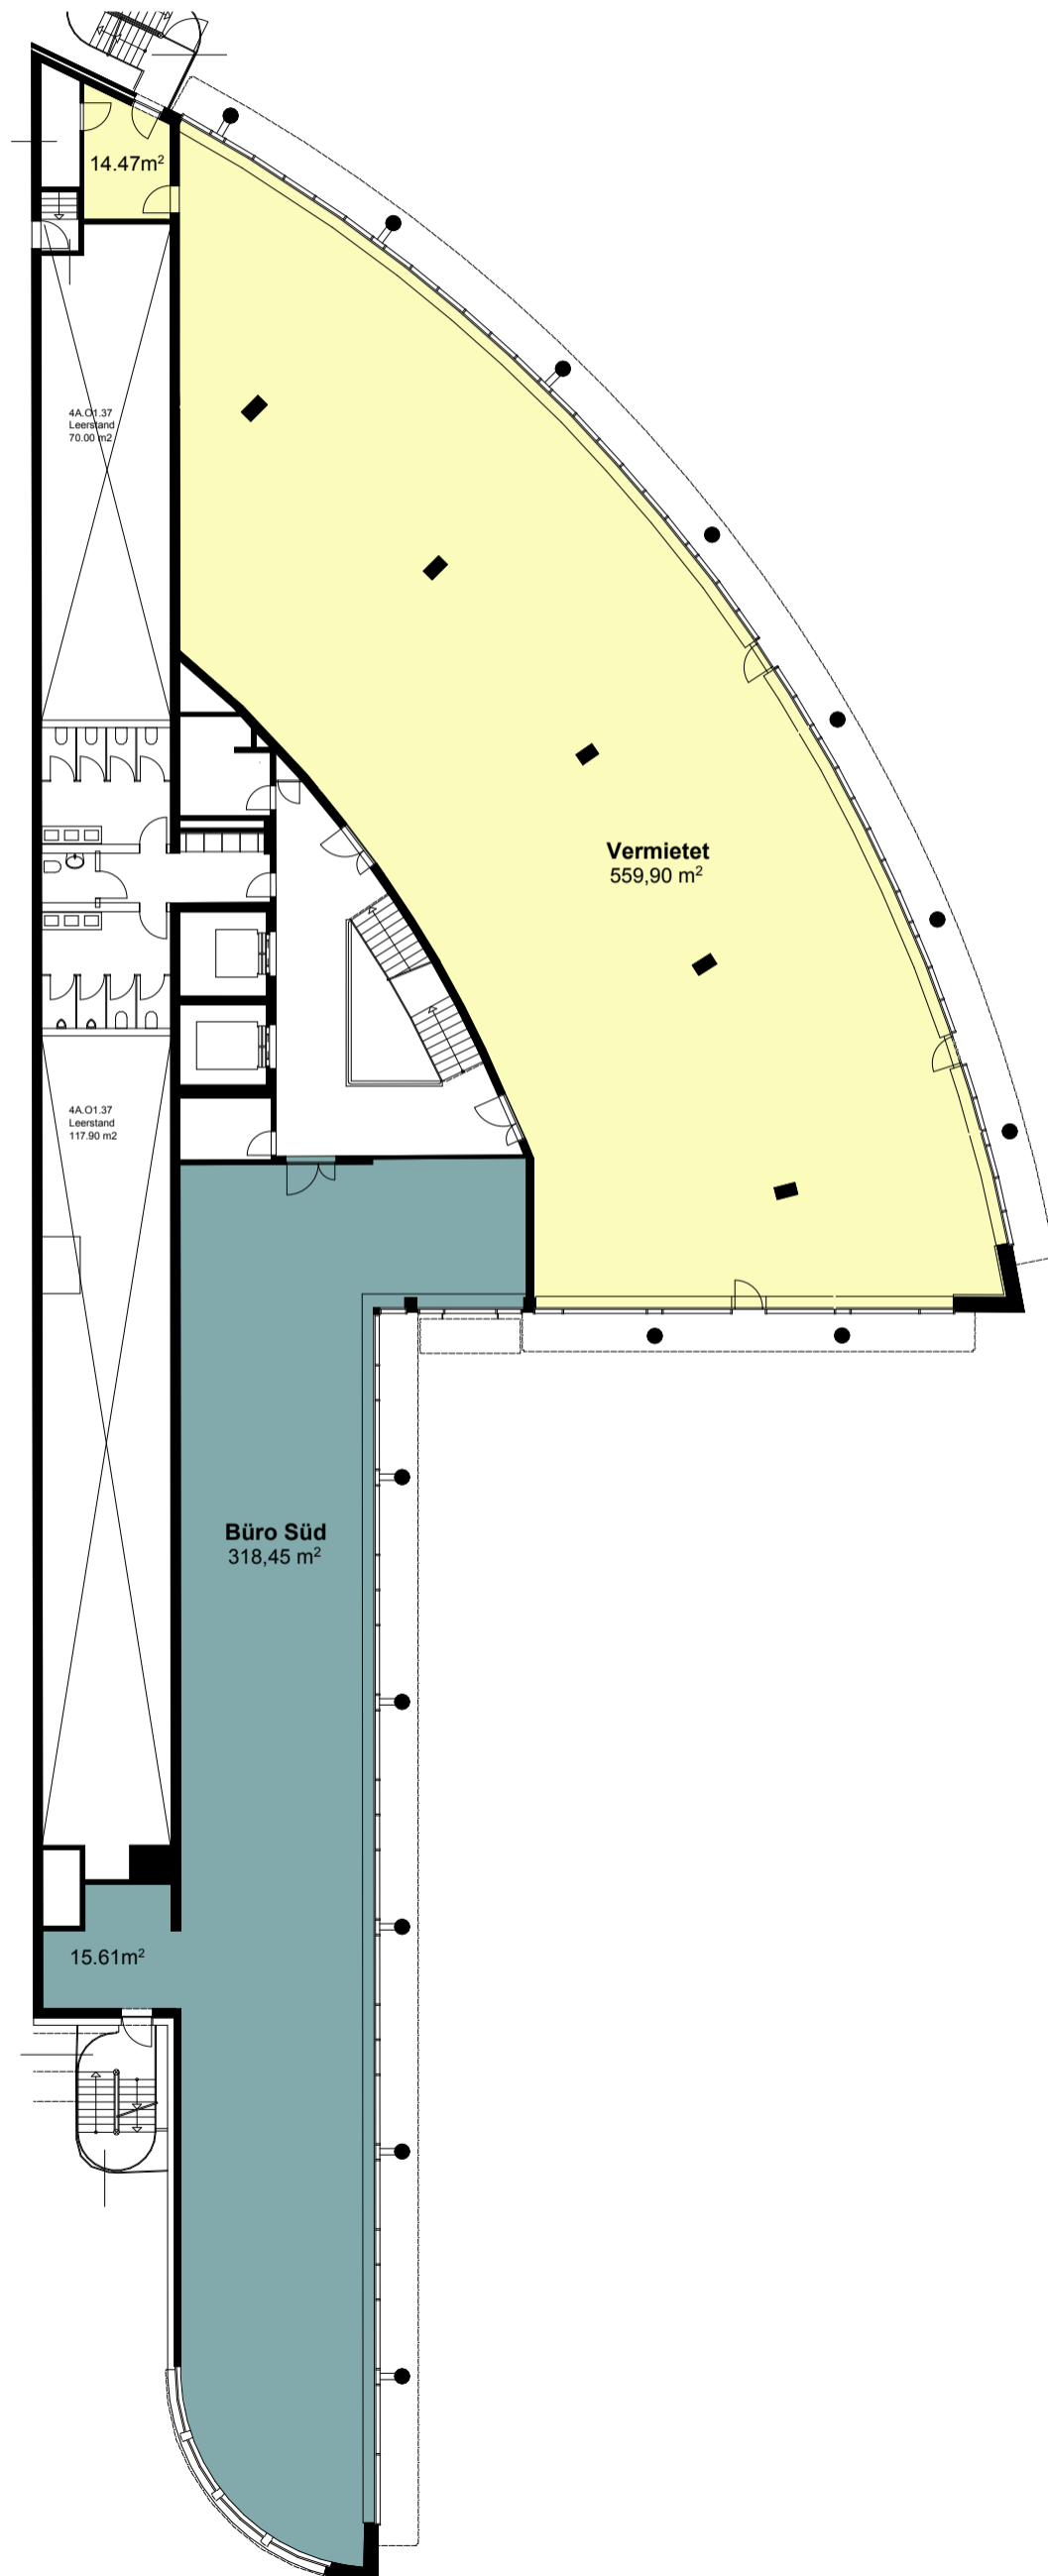 14.47m²
4A.O1.37
Leerstand
70.00 m2
Vermietet
559,90 m²
4A.O1.37
Leerstand
117.90 m2
Büro Süd
318,45 m²
15.61m²